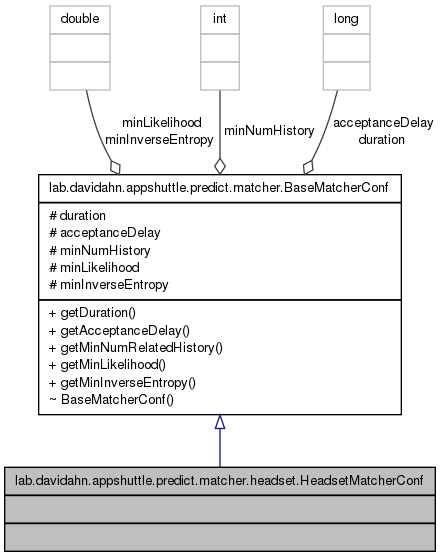 double
int
long
minLikelihood
minInverseEntropy
minNumHistory
acceptanceDelay
duration
lab.davidahn.appshuttle.predict.matcher.BaseMatcherConf
# duration
# acceptanceDelay
# minNumHistory
# minLikelihood
# minInverseEntropy
+ getDuration()
+ getAcceptanceDelay()
+ getMinNumRelatedHistory()
+ getMinLikelihood()
+ getMinInverseEntropy()
~ BaseMatcherConf()
lab.davidahn.appshuttle.predict.matcher.headset.HeadsetMatcherConf